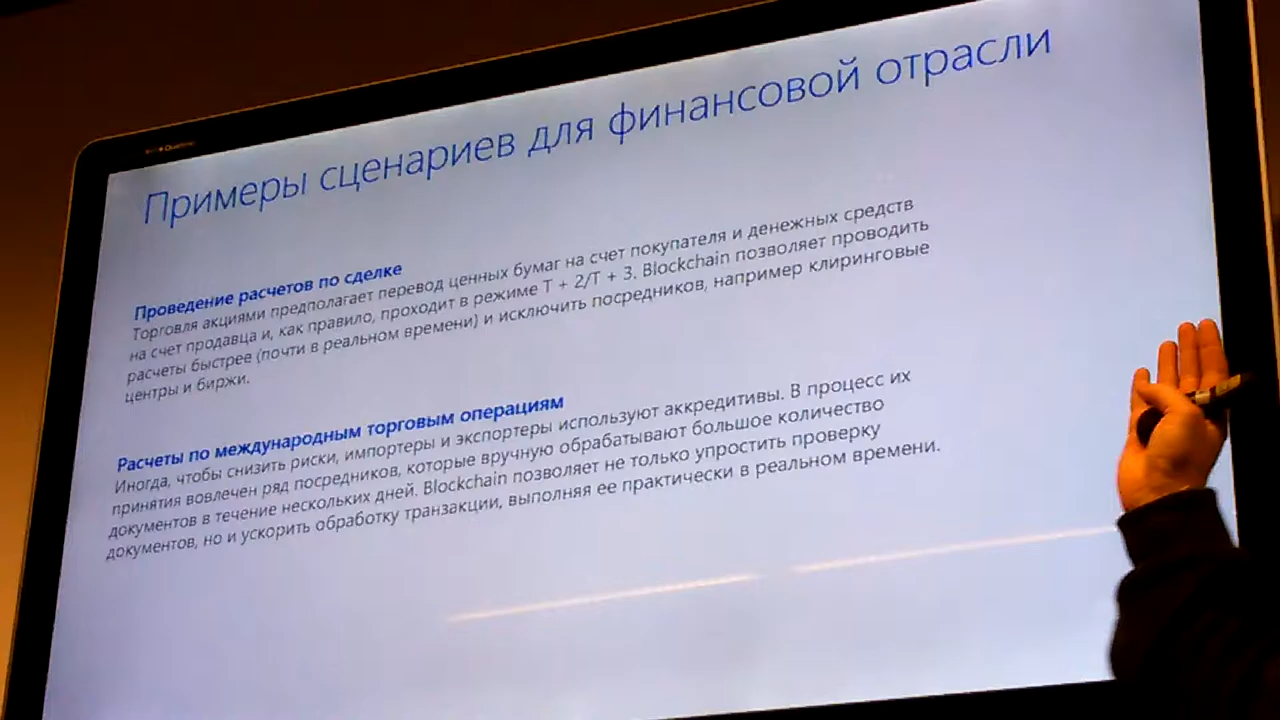 Примеры сценариев для финансовой отрасли
Проведение расчетов по сделке
Торговля акциями предполагает перевод ценных бумаг на счет покупателя и денежных средств
на счет продавца и, как правило, проходит в режиме T + 2/T + 3. Blockchain позволяет проводить
расчеты быстрее (почти в реальном времени) и исключить посредников, например клиринговые
центры и биржи.
Расчеты по международным торговым операциям
Иногда, чтобы снизить риски, импортеры и экспортеры используют аккредитивы. В процесс их
принятия вовлечен ряд посредников, которые вручную обрабатывают большое количество
документов в течение нескольких дней. Blockchain позволяет не только упростить проверку
документов, но и ускорить обработку транзакции, выполняя ее практически в реальном времени.